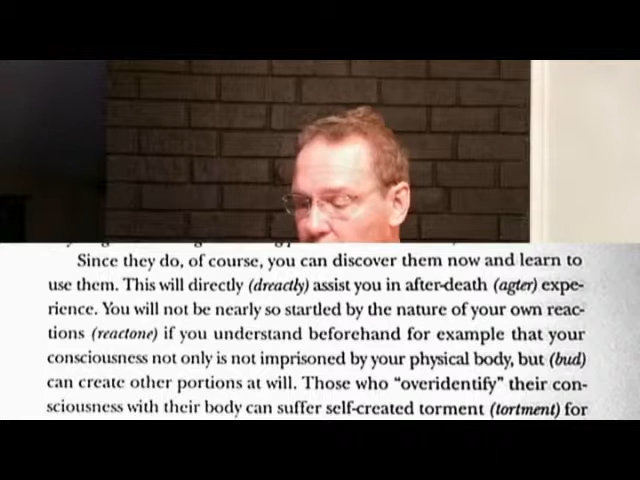 Since they do, of course, you can discover them now and learn to
use them. This will directly (dreactly) assist you in after-death (agter) expe-
rience. You will not be nearly so startled by the nature of your own reac-
tions (reactone) if you understand beforehand for example that your
consciousness not only is not imprisoned by your physical body, but (bud)
can create other portions at will. Those who “overidentify” their con-
sciousness with their body can suffer self-created torment (tortment) for